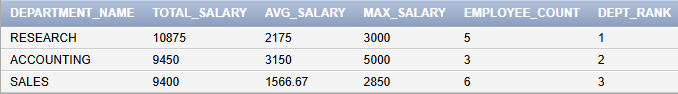 DEPARTMENT_NAME TOTAL_SALARY AVG_SALARY MAX_SALARY EMPLOYEE_COUNT DEPT_RANK
RESEARCH 10875 2175 3000 5 1
ACCOUNTING 9450 3150 5000 3 2
SALES 9400 1566.67 2850 6 3